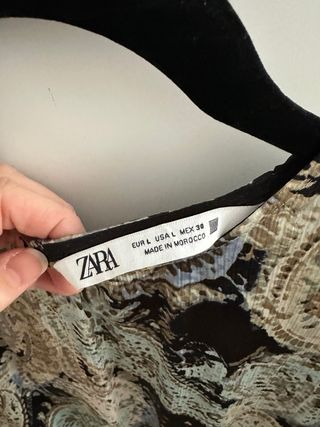 ZARA
EUR L USA L MEX 30
MADE IN MOROCCO